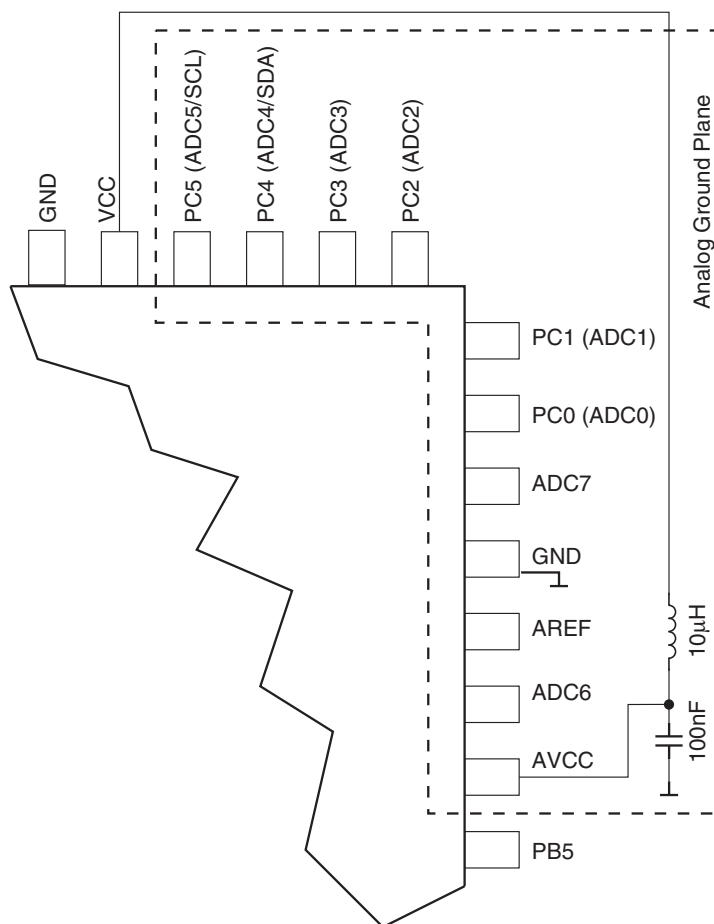 GND
VCC
PC5 (ADC5/SCL)
PC4 (ADC4/SDA)
PC3 (ADC3)
PC2 (ADC2)
Analog Ground Plane
PC1 (ADC1)
PC0 (ADC0)
ADC7
GND
AREF
ADC6
AVCC
PB5
10μH
100nF